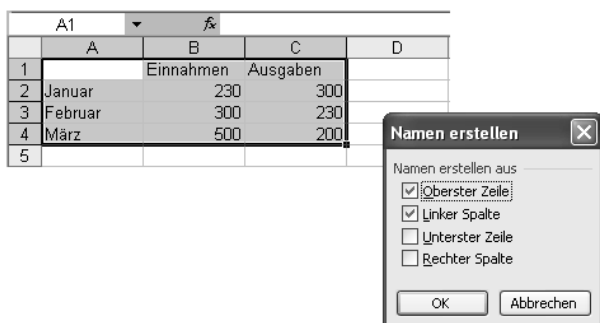 A1 fx
A B C D
1 Einnahmen Ausgaben
2 Januar 230 300
3 Februar 300 230
4 März 500 200
5
Namen erstellen
Namen erstellen aus
Oberster Zeile
Linker Spalte
Unterster Zeile
Rechter Spalte
OK Abbrechen